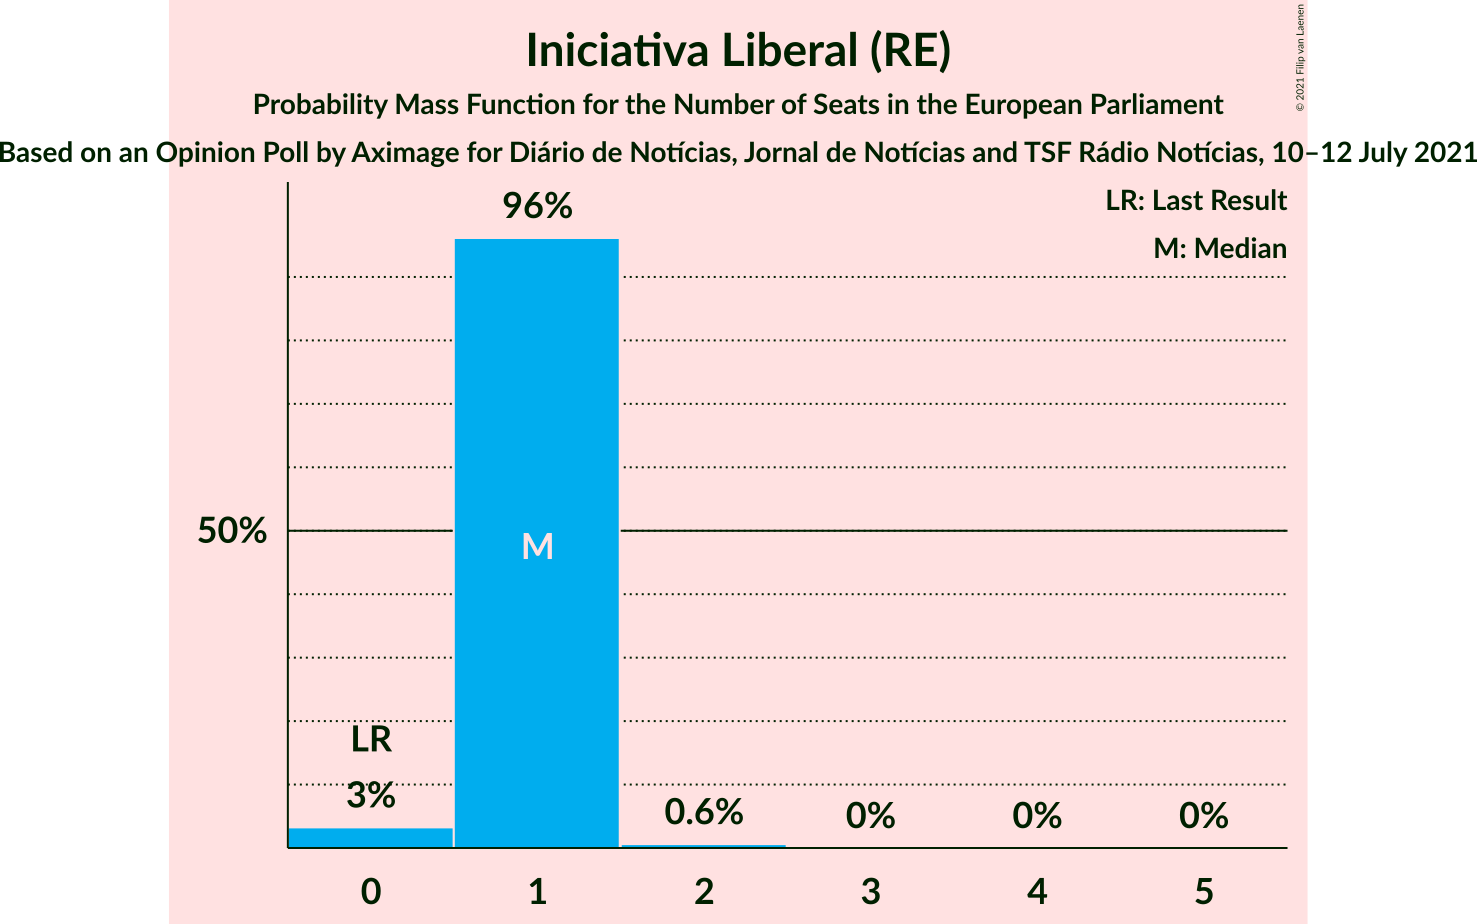 Iniciativa Liberal (RE)
Probability Mass Function for the Number of Seats in the European Parliament
Based on an Opinion Poll by Aximage for Diário de Notícias, Jornal de Notícias and TSF Rádio Notícias, 10–12 July 2021
© 2021 Filip van Laenen
LR: Last Result
M: Median
96%
50%
M
LR
3%
0.6%
0%
0%
0%
0
1
2
3
4
5